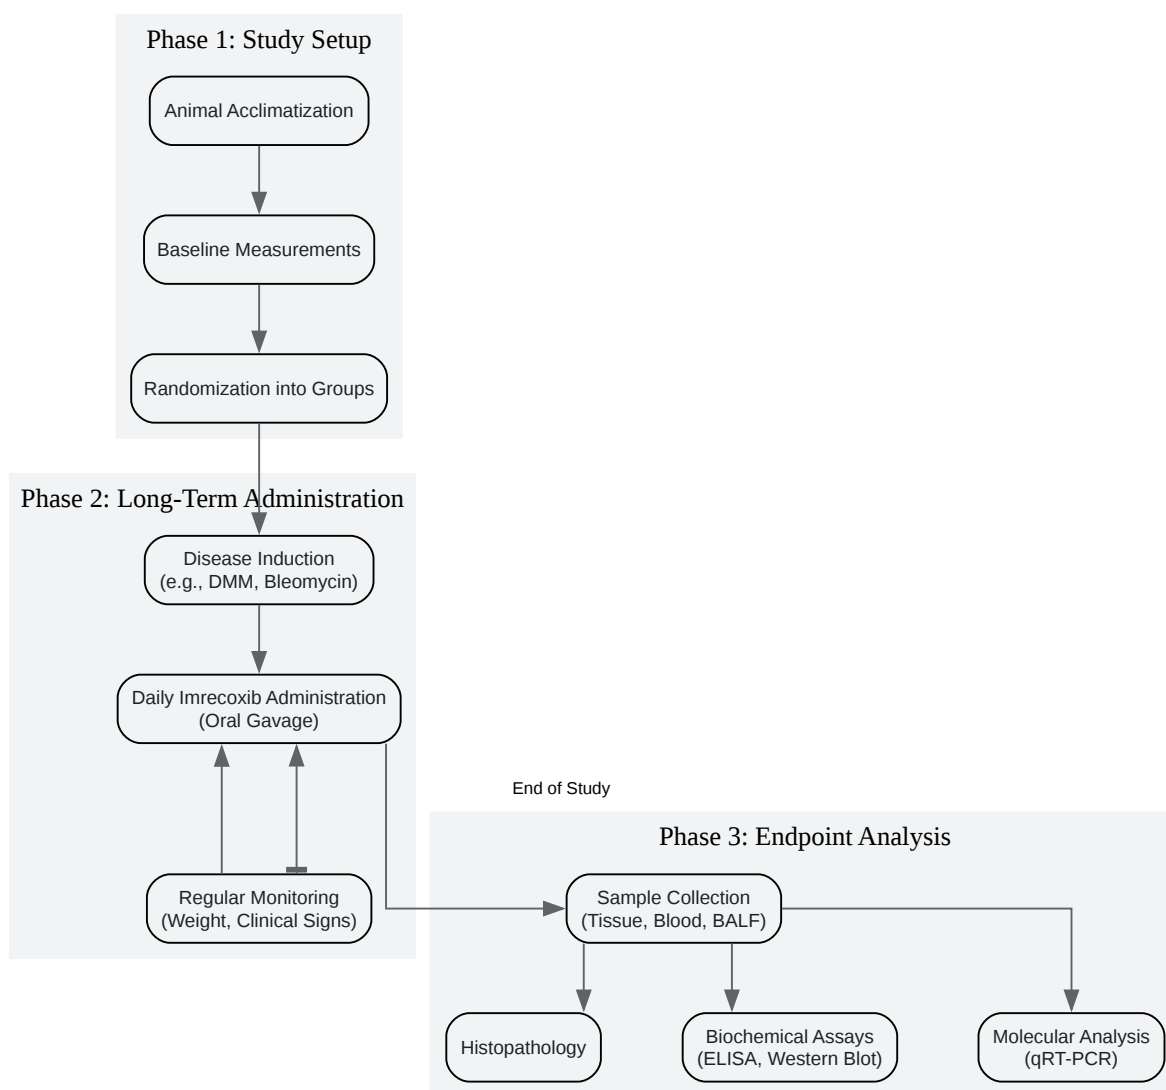 Phase 1: Study Setup
Animal Acclimatization
Baseline Measurements
Randomization into Groups
Phase 2: Long-Term Administration
Disease Induction
(e.g., DMM, Bleomycin)
Daily Imrecoxib Administration
(Oral Gavage)
Regular Monitoring
(Weight, Clinical Signs)
End of Study
Phase 3: Endpoint Analysis
Sample Collection
(Tissue, Blood, BALF)
Histopathology
Biochemical Assays
(ELISA, Western Blot)
Molecular Analysis
(qRT-PCR)